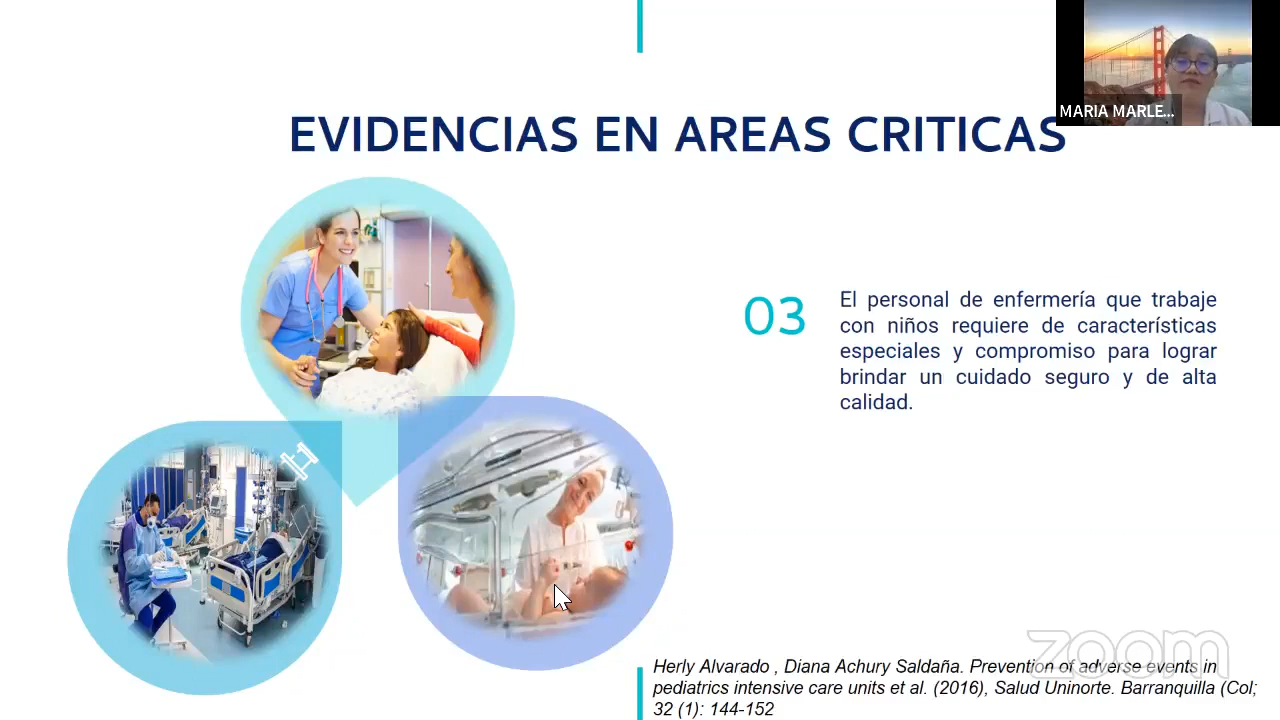 MARIA MARLE...
EVIDENCIAS EN AREAS CRITICAS
03
El personal de enfermería que trabaje
con niños requiere de características
especiales y compromiso para lograr
brindar un cuidado seguro y de alta
calidad.
zoom
Herly Alvarado , Diana Achury Saldaña. Prevention of adverse events in
pediatrics intensive care units et al. (2016), Salud Uninorte. Barranquilla (Col;
32 (1): 144-152